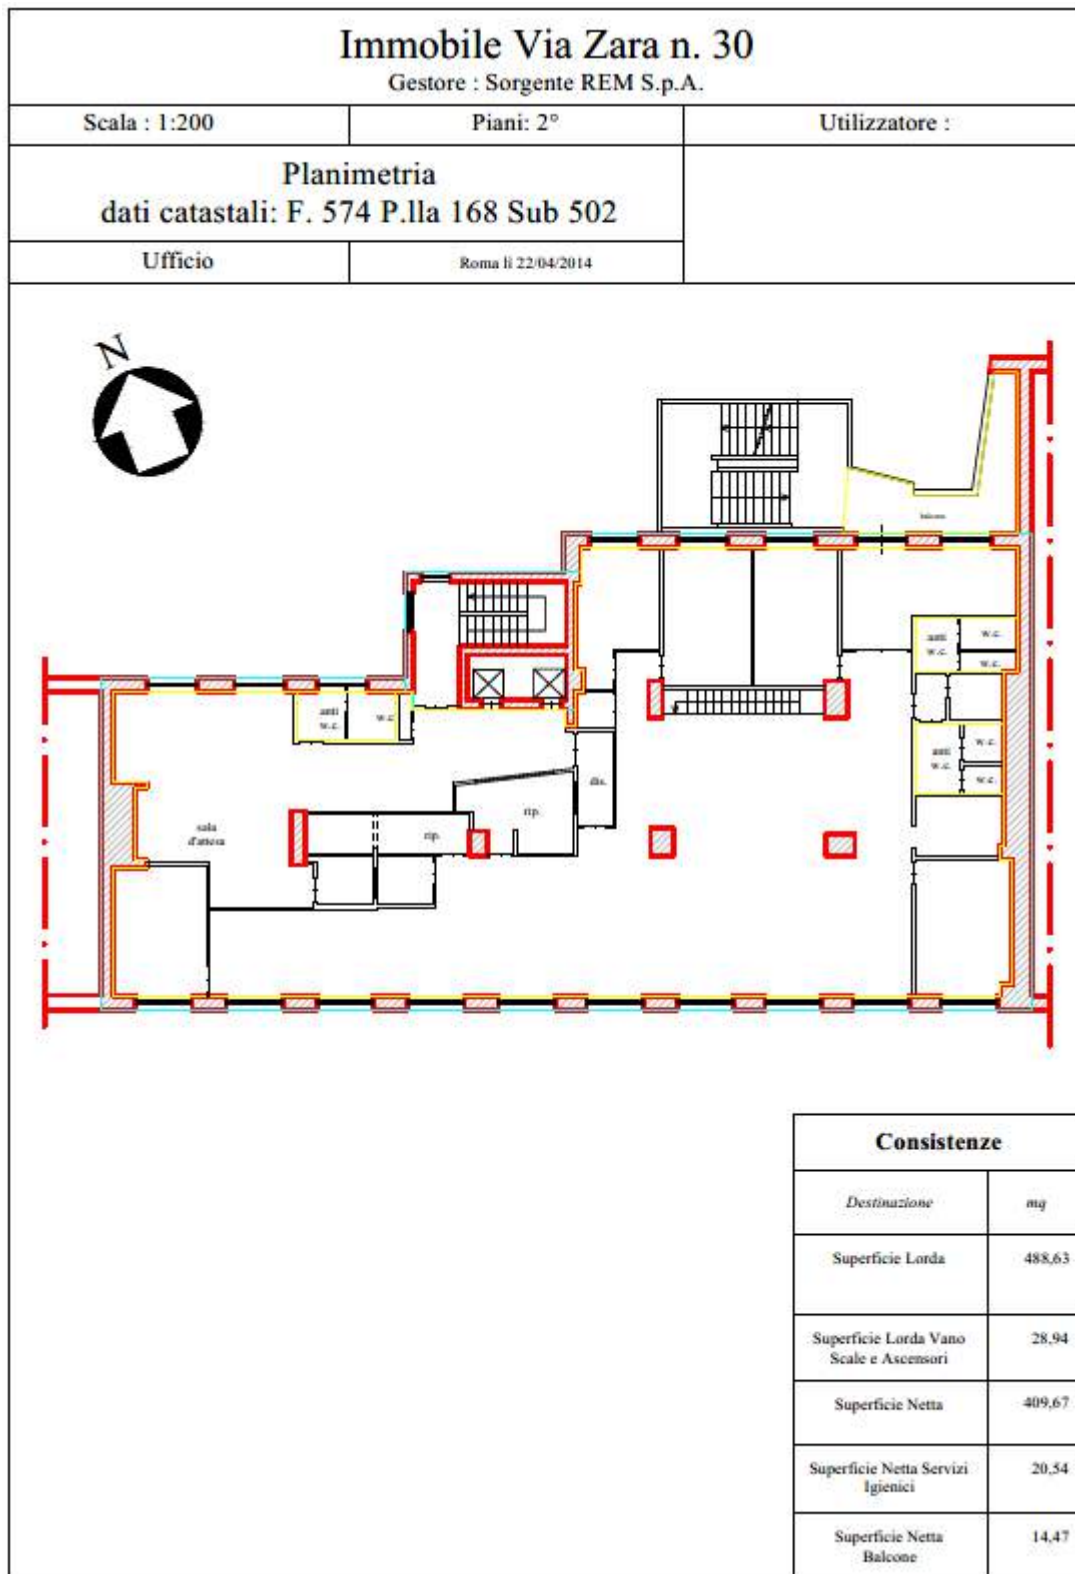 Immobile Via Zara n. 30
Gestore : Sorgente REM S.p.A.
Scala : 1:200
Piani: 2°
Utilizzatore :
Planimetria
dati catastali: F. 574 P.lla 168 Sub 502
Ufficio
Roma li 22/04/2014
N
balcone
anti
w.c.
w.c.
w.c.
anti
w.c.
w.c.
anti
w.c.
w.c.
w.c.
dis.
rip.
rip.
sala
d'attesa
Consistenze
Destinazione
mq
Superficie Lorda
488,63
Superficie Lorda Vano
Scale e Ascensori
28,94
Superficie Netta
409,67
Superficie Netta Servizi
Igienici
20,54
Superficie Netta
Balcone
14,47